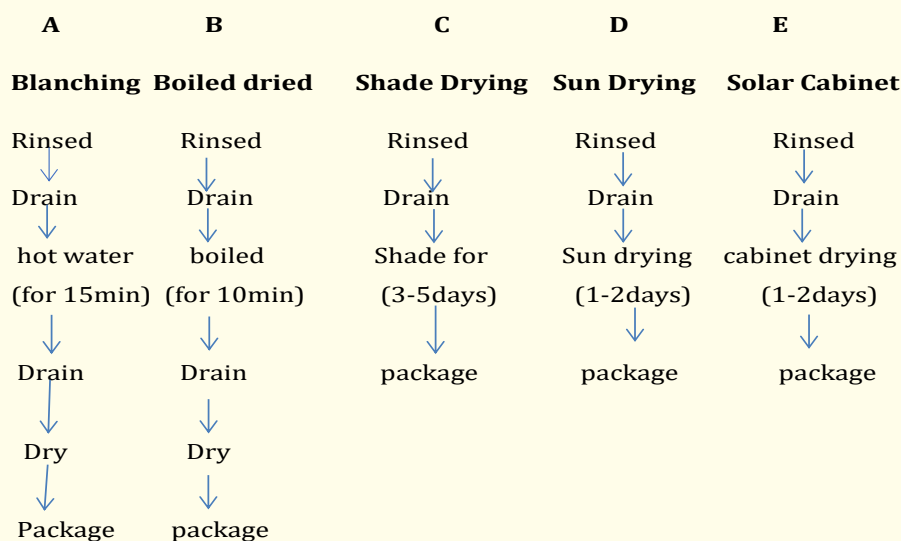 A B C D E
Blanching Boiled dried Shade Drying Sun Drying Solar Cabinet
Rinsed Rinsed Rinsed Rinsed Rinsed
Drain Drain Drain Drain Drain
hot water boiled Shade for Sun drying cabinet drying
(for 15min) (for 10min) (3-5days) (1-2days) (1-2days)
Drain Drain package package package
Dry Dry
Package package